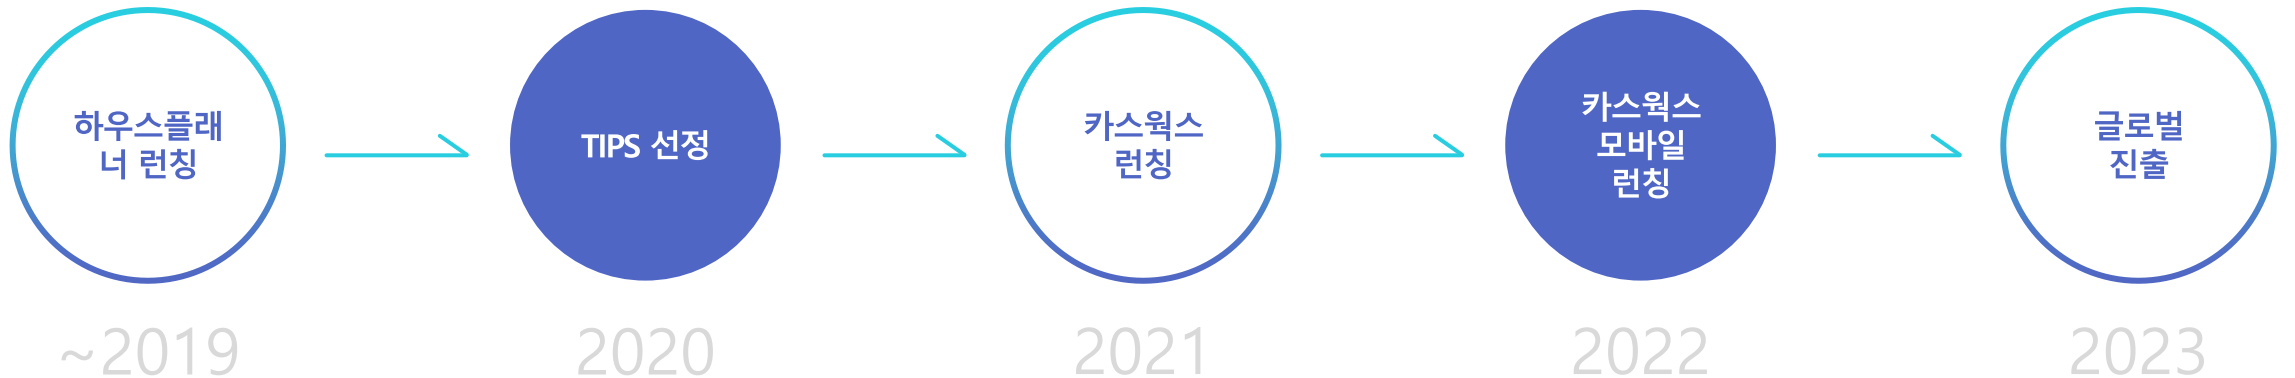 하우스플래
너 런칭
TIPS 선정
카스웍스
런칭
카스웍스
모바일
런칭
글로벌
진출
~2019
2020
2021
2022
2023